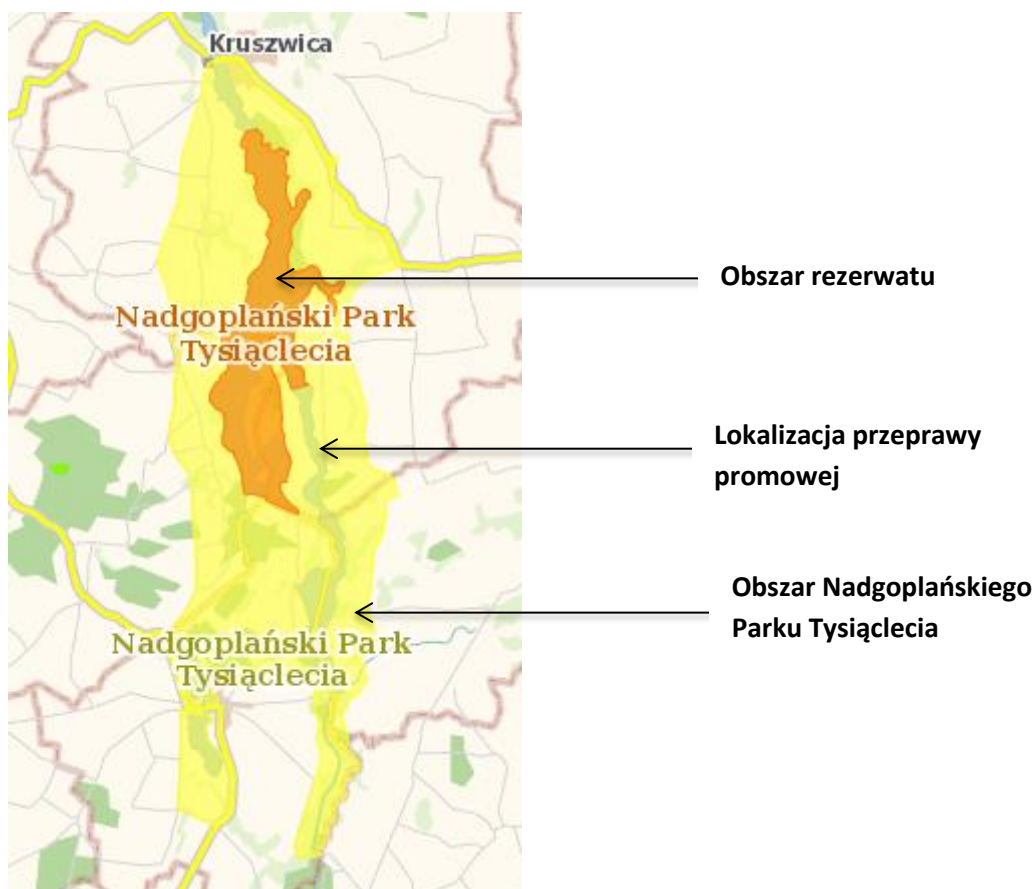 Kruszwica
Obszar rezerwatu
Nadgoplański Park
Tysiąclecia
Lokalizacja przeprawy
promowej
Obszar Nadgoplańskiego
Parku Tysiąclecia
Nadgoplański Park
Tysiąclecia